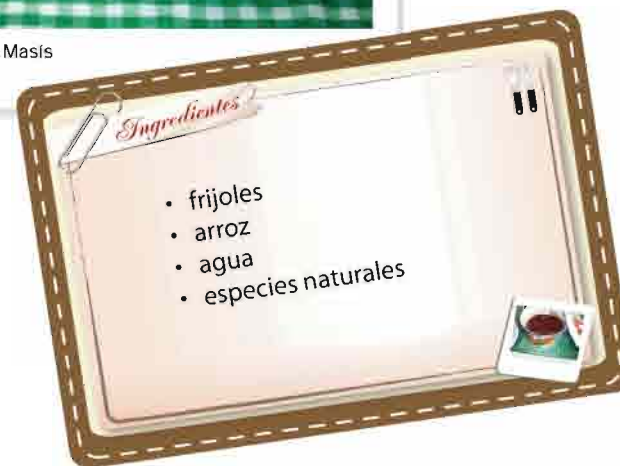 Masís
Ingredientes
• frijoles
• arroz
• agua
• especies naturales